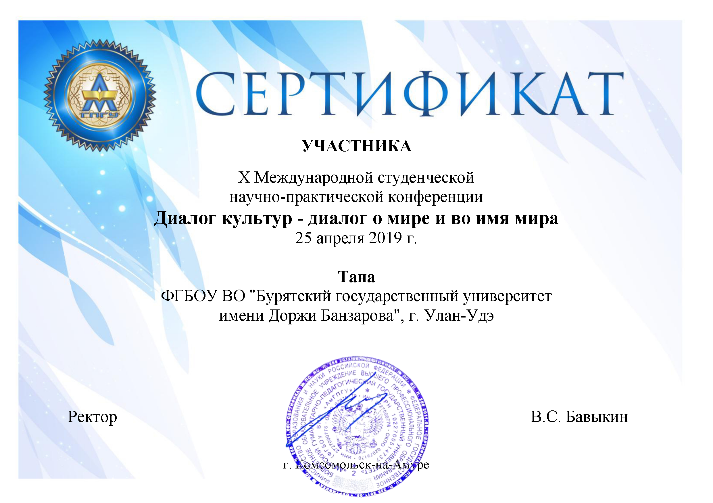 СЕРТИФИКАТ
УЧАСТНИКА
X Международной студенческой
научно-практической конференции
Диалог культур - диалог о мире и во имя мира
25 апреля 2019 г.
Тапа
ФГБОУ ВО "Бурятский государственный университет
имени Доржи Банзарова", г. Улан-Удэ
Ректор
В.С. Бавыкин
г. Комсомольск-на-Амуре